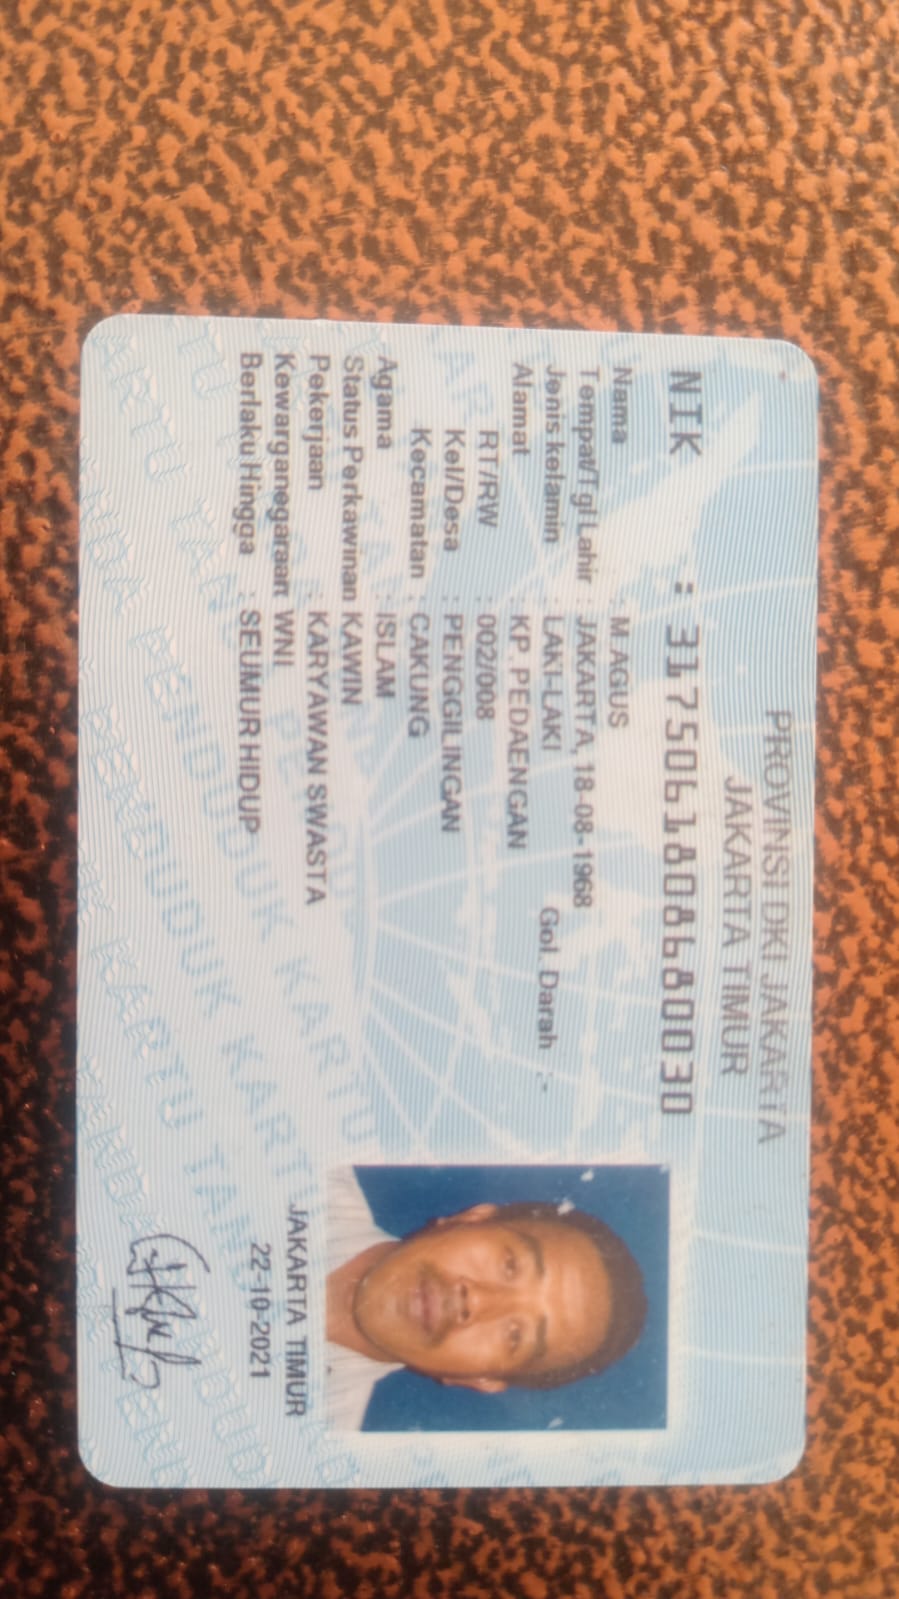 PROVINSI DKI JAKARTA
JAKARTA TIMUR
NIK : 3175061808680030
Nama : M. AGUS
Tempat/Tgl Lahir : JAKARTA, 18-08-1968
Jenis kelamin : LAKI-LAKI Gol. Darah :-
Alamat : KP. PEDAENGAN
RT/RW : 002/008
Kel/Desa : PENGGILINGAN
Kecamatan : CAKUNG
Agama : ISLAM
Status Perkawinan KAWIN
Pekerjaan : KARYAWAN SWASTA
Kewarganegaraan WNI
Berlaku Hingga : SEUMUR HIDUP
JAKARTA TIMUR
22-10-2021